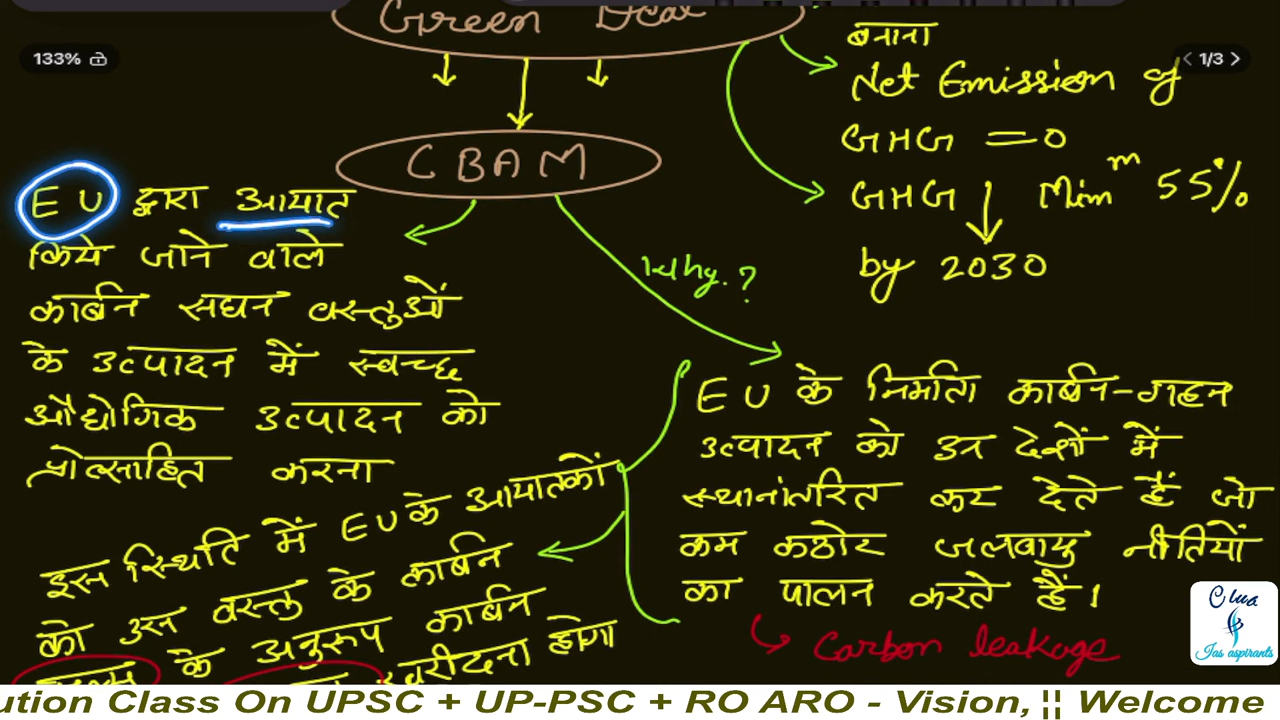 Green Deal
133%
1/3
बनाना
Net Emission of
GHG = 0
GHG ↓ Minm 55%
by 2030
CBAM
EU द्वारा आयात
किये जाने वाले
कार्बन सघन वस्तुओं
के उत्पादन में स्वच्छ
औद्योगिक उत्पादन को
प्रोत्साहित करना
Why.?
EU के निर्माता कार्बन-गहन
उत्पादन को उन देशों में
स्थानांतरित कर देते हैं जो
कम कठोर जलवायु नीतियों
का पालन करते हैं।
Carbon leakage
इस स्थिति में EU के आयातकों
को उस वस्तु के कार्बन
के अनुरूप कार्बन
खरीदना होगा
Clua
Jas aspirants
ution Class On UPSC + UP-PSC + RO ARO - Vision, ¦¦ Welcome